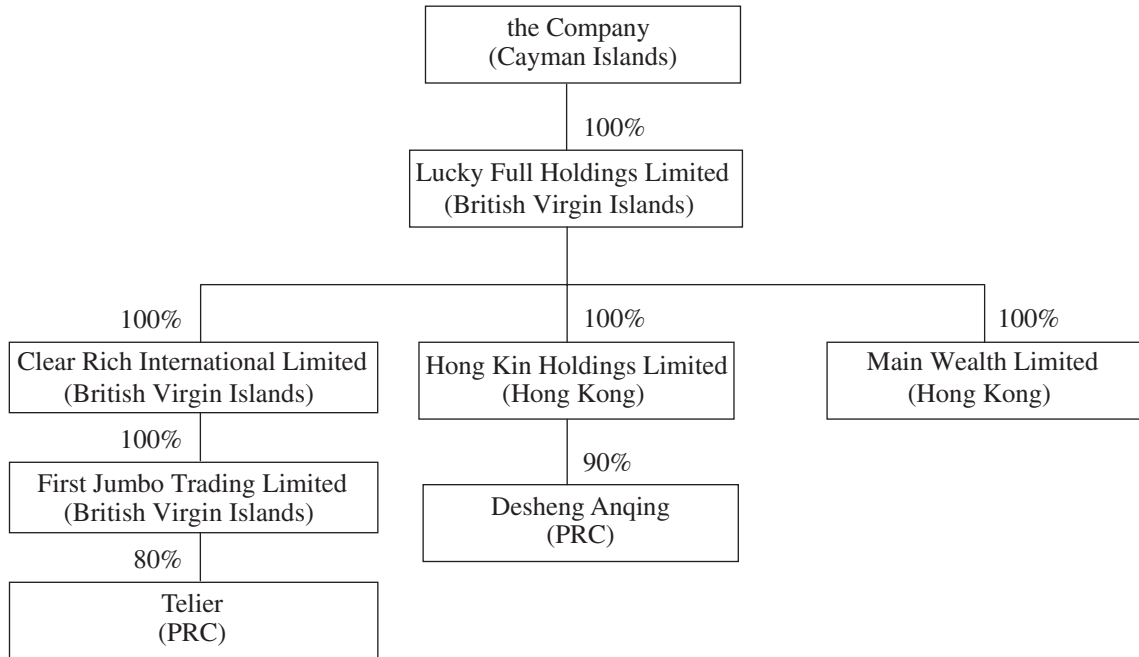 the Company
(Cayman Islands)
100%
Lucky Full Holdings Limited
(British Virgin Islands)
100%
100%
100%
Clear Rich International Limited
(British Virgin Islands)
Hong Kin Holdings Limited
(Hong Kong)
Main Wealth Limited
(Hong Kong)
100%
90%
First Jumbo Trading Limited
(British Virgin Islands)
Desheng Anqing
(PRC)
80%
Telier
(PRC)